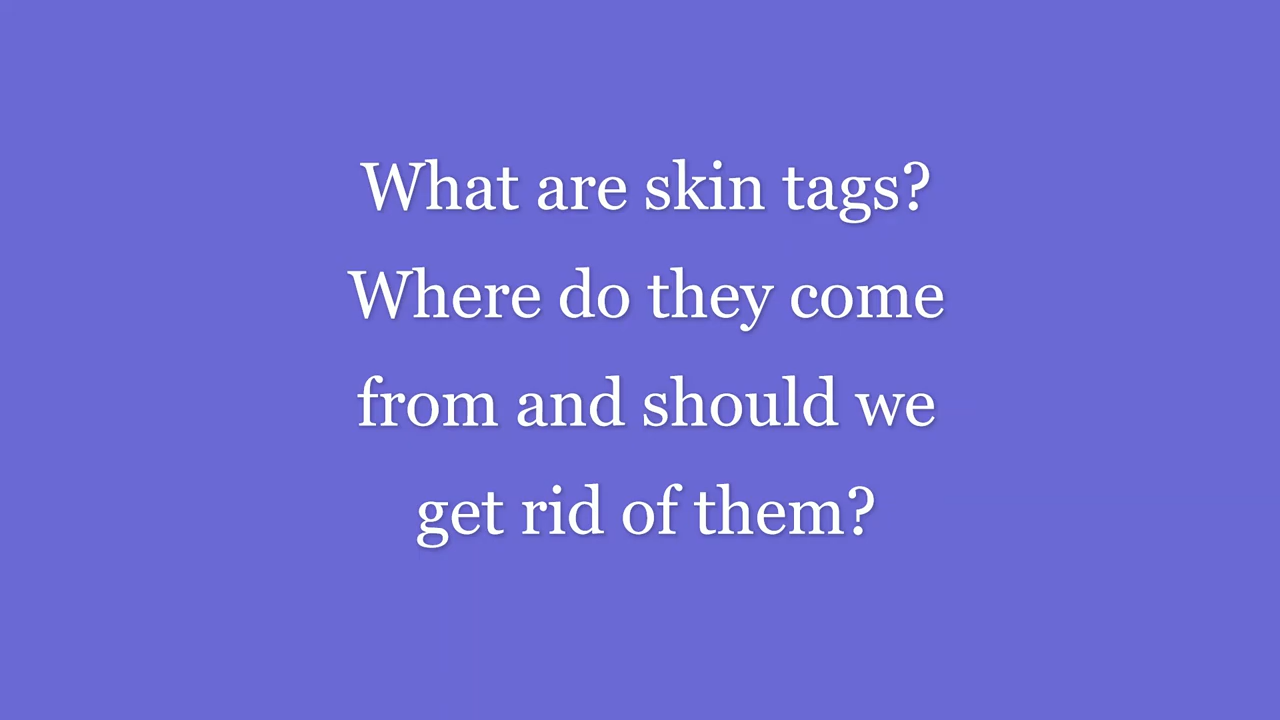 What are skin tags?
Where do they come
from and should we
get rid of them?